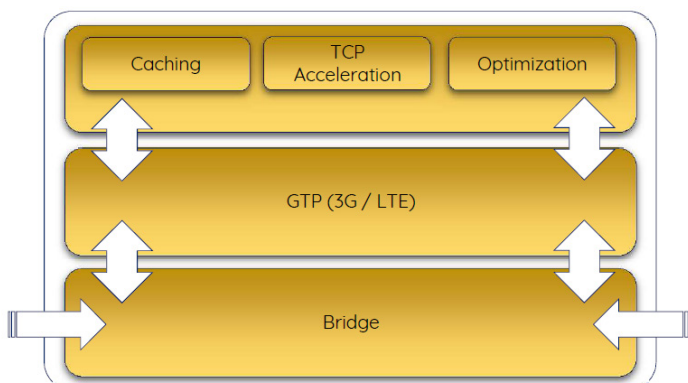 Caching
TCP
Acceleration
Optimization
GTP (3G / LTE)
Bridge